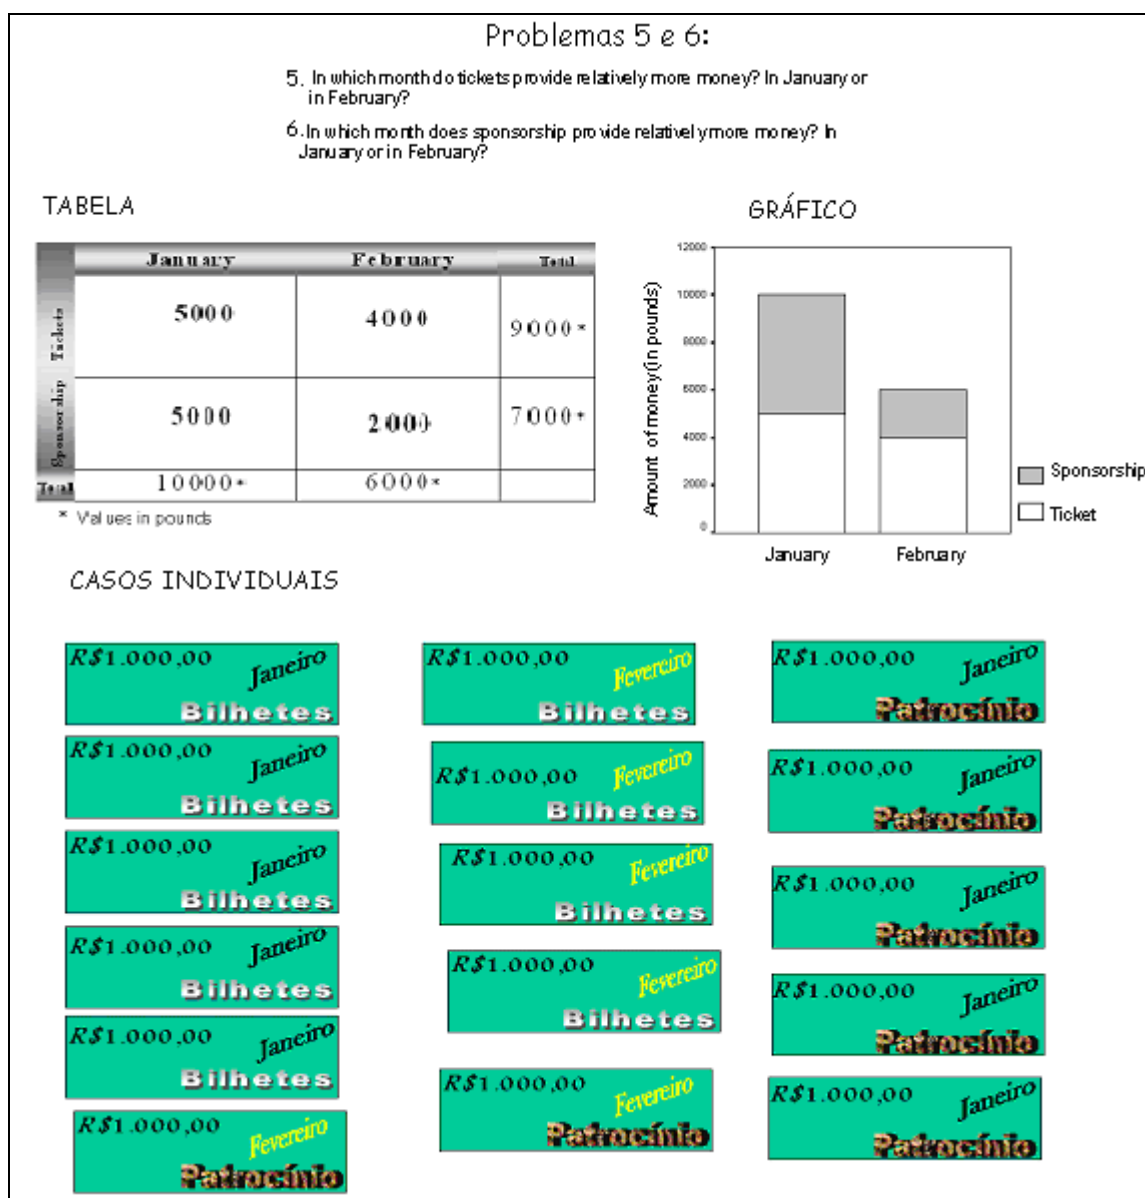 Problemas 5 e 6:
5. In which month do tickets provide relatively more money? In January or
in February?
6. In which month does sponsorship provide relatively more money? In
January or in February?
TABELA
January February Total
Tickets 5000 4000 9000*
Sponsorship 5000 2000 7000*
Total 10000* 6000*
* Values in pounds
GRÁFICO
Amount of money (in pounds)
12000
10000
8000
6000
4000
2000
0
January February
Sponsorship
Ticket
CASOS INDIVIDUAIS
R$1.000,00 Janeiro
Bilhetes
R$1.000,00 Janeiro
Bilhetes
R$1.000,00 Janeiro
Bilhetes
R$1.000,00 Janeiro
Bilhetes
R$1.000,00 Janeiro
Bilhetes
R$1.000,00 Fevereiro
Patrocínio
R$1.000,00 Fevereiro
Bilhetes
R$1.000,00 Fevereiro
Bilhetes
R$1.000,00 Fevereiro
Bilhetes
R$1.000,00 Fevereiro
Bilhetes
R$1.000,00 Fevereiro
Patrocínio
R$1.000,00 Janeiro
Patrocínio
R$1.000,00 Janeiro
Patrocínio
R$1.000,00 Janeiro
Patrocínio
R$1.000,00 Janeiro
Patrocínio
R$1.000,00 Janeiro
Patrocínio